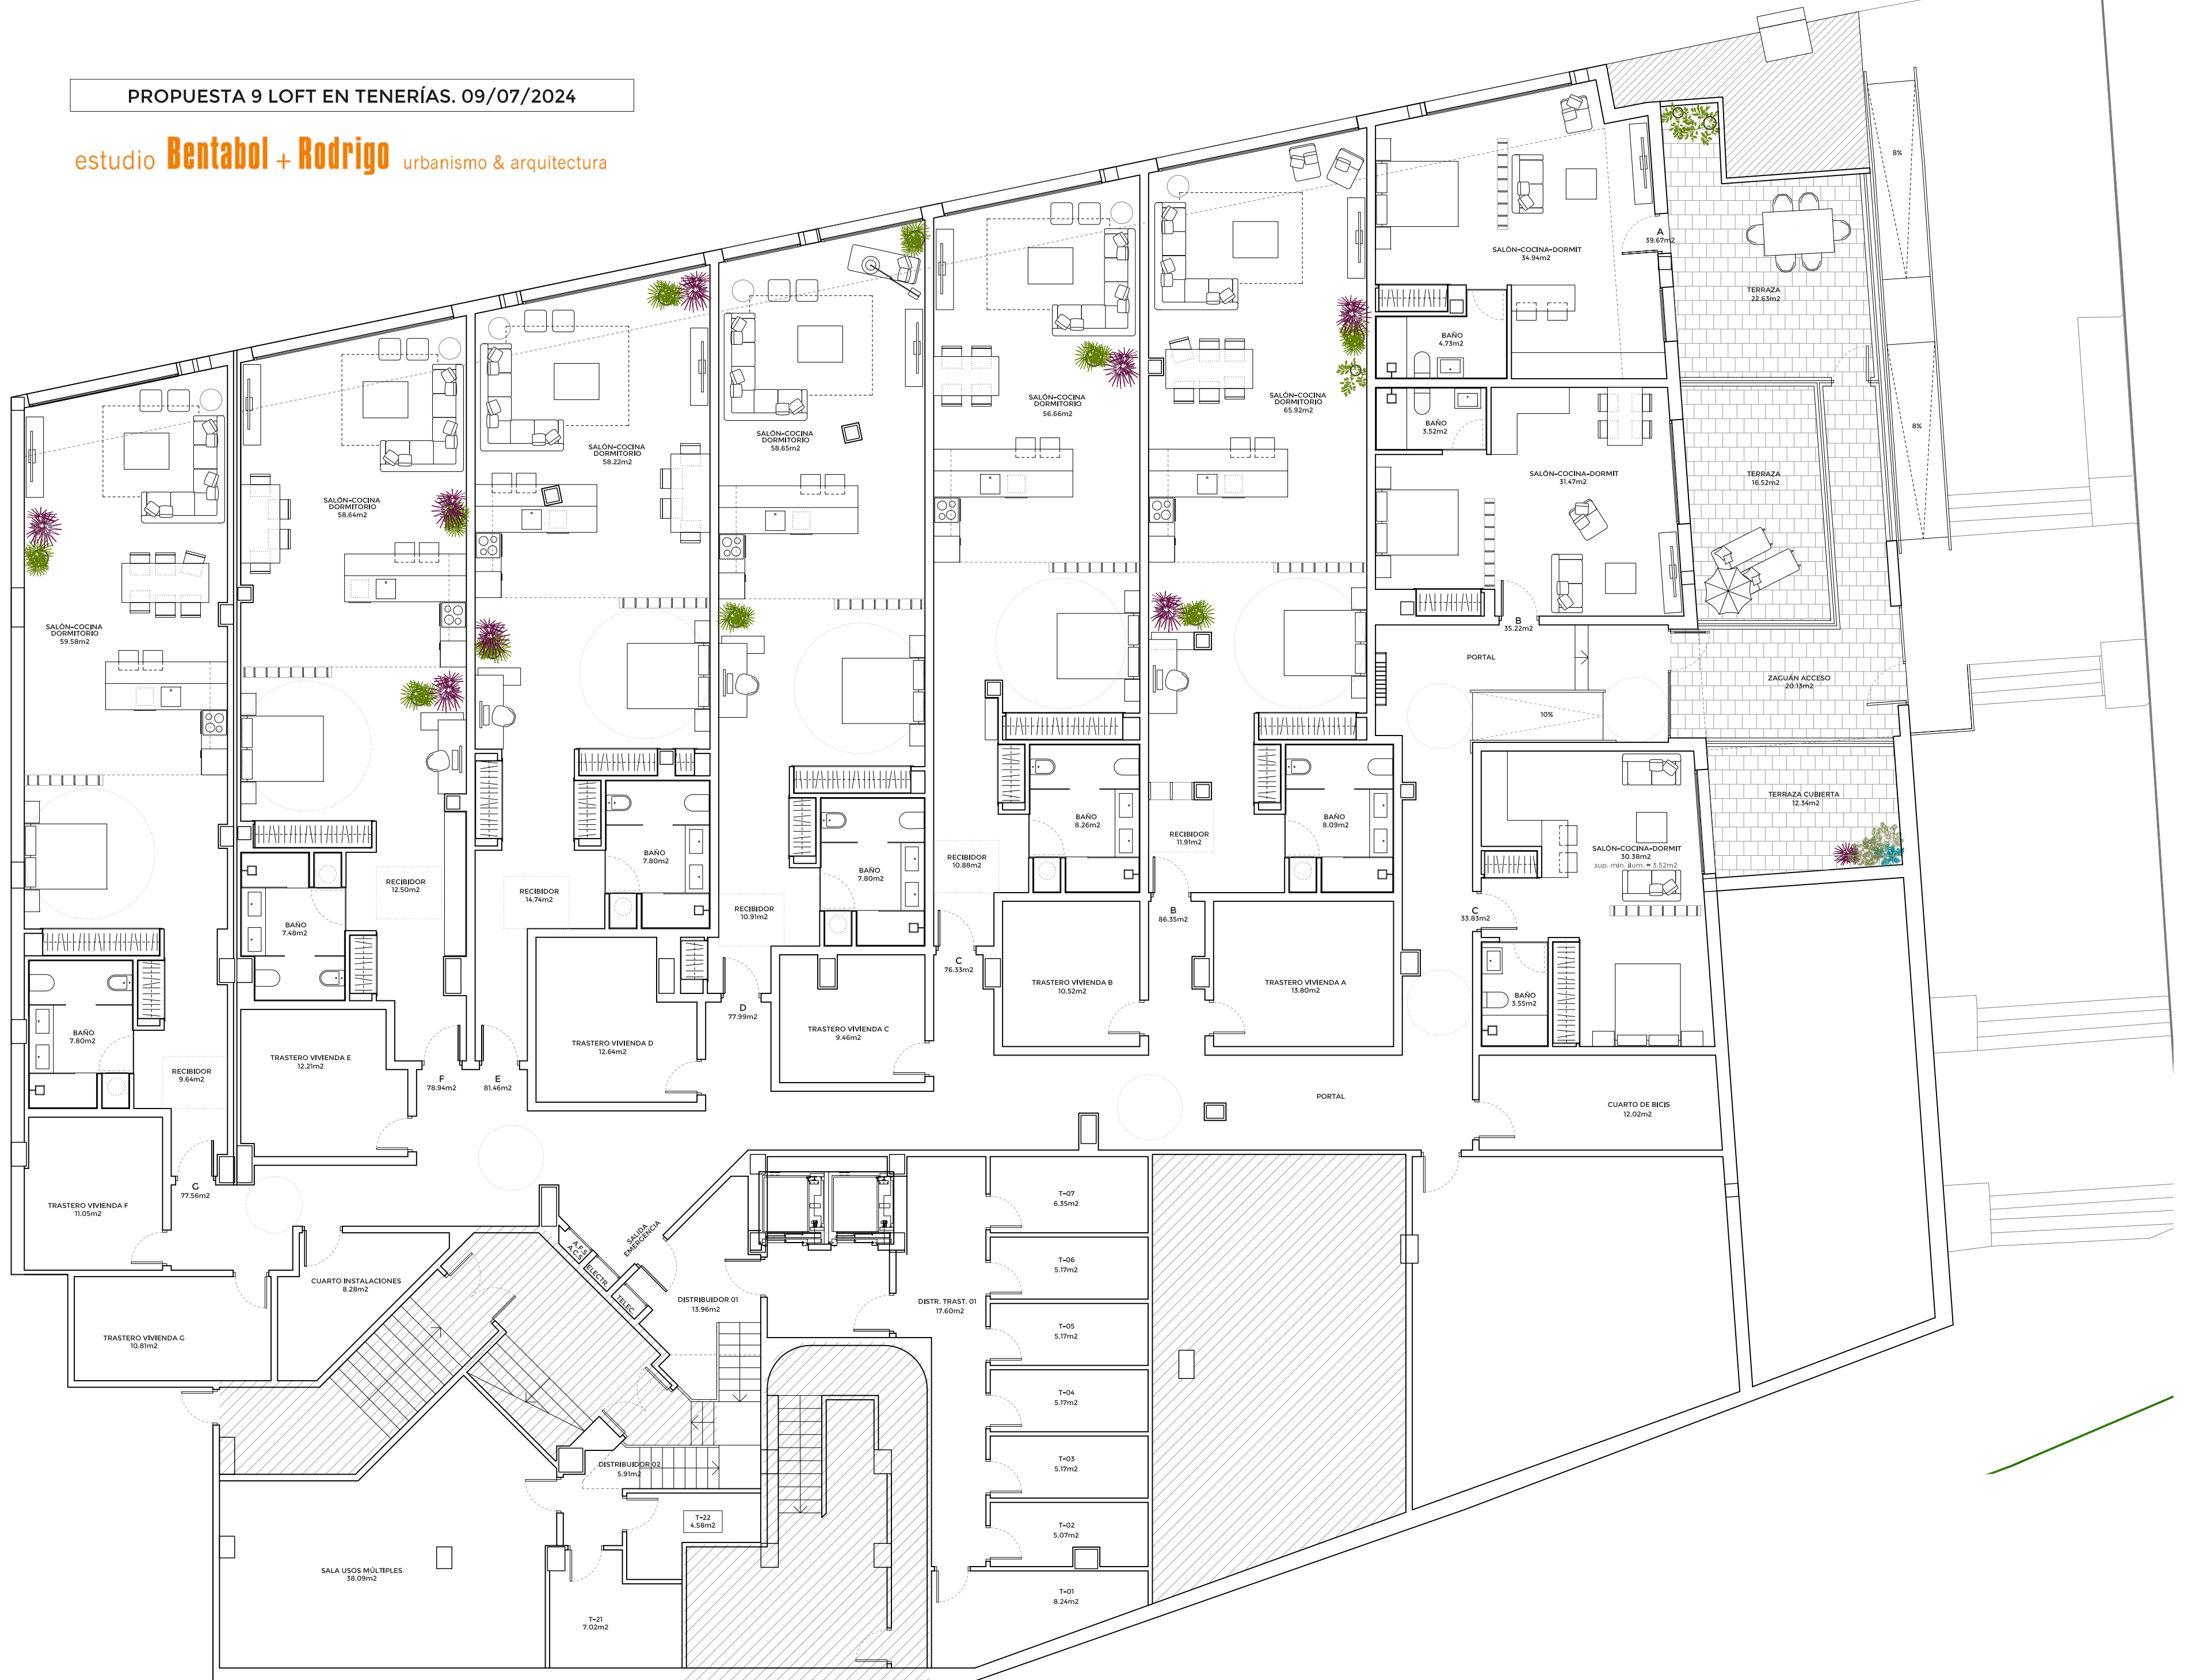 PROPUESTA 9 LOFT EN TENERÍAS. 09/07/2024
estudio Bentabol + Rodrigo urbanismo & arquitectura
8%
A
39.67m2
SALÓN-COCINA-DORMIT
34.94m2
TERRAZA
22.63m2
BAÑO
4.73m2
SALÓN-COCINA
DORMITORIO
56.66m2
SALÓN-COCINA
DORMITORIO
65.92m2
BAÑO
3.52m2
8%
SALÓN-COCINA
DORMITORIO
58.65m2
SALÓN-COCINA
DORMITORIO
58.22m2
SALÓN-COCINA-DORMIT
31.47m2
TERRAZA
16.52m2
SALÓN-COCINA
DORMITORIO
58.64m2
SALÓN-COCINA
DORMITORIO
59.58m2
B
35.22m2
PORTAL
ZAGUÁN ACCESO
20.13m2
10%
TERRAZA CUBIERTA
12.34m2
BAÑO
8.26m2
RECIBIDOR
11.91m2
BAÑO
8.09m2
SALÓN-COCINA-DORMIT
30.38m2
sup. mín. ilum. = 3.52m2
BAÑO
7.80m2
RECIBIDOR
10.88m2
BAÑO
7.80m2
RECIBIDOR
12.50m2
RECIBIDOR
14.74m2
RECIBIDOR
10.91m2
B
86.35m2
C
33.83m2
BAÑO
7.48m2
C
76.33m2
TRASTERO VIVIENDA B
10.52m2
TRASTERO VIVIENDA A
13.80m2
BAÑO
3.55m2
D
77.99m2
BAÑO
7.80m2
TRASTERO VIVIENDA C
9.46m2
TRASTERO VIVIENDA D
12.64m2
TRASTERO VIVIENDA E
12.21m2
RECIBIDOR
9.64m2
F
78.94m2
E
81.46m2
PORTAL
CUARTO DE BICIS
12.02m2
G
77.56m2
TRASTERO VIVIENDA F
11.05m2
T-07
6.35m2
SALIDA
EMERGENCIA
A.F.S.
A.C.S.
ELECTR.
TELEC.
T-06
5.17m2
CUARTO INSTALACIONES
8.28m2
DISTRIBUIDOR 01
13.96m2
DISTR. TRAST. 01
17.60m2
TRASTERO VIVIENDA G
10.81m2
T-05
5.17m2
T-04
5.17m2
T-03
5.17m2
DISTRIBUIDOR 02
5.91m2
T-22
4.58m2
T-02
5.07m2
SALA USOS MÚLTIPLES
38.09m2
T-01
8.24m2
T-21
7.02m2